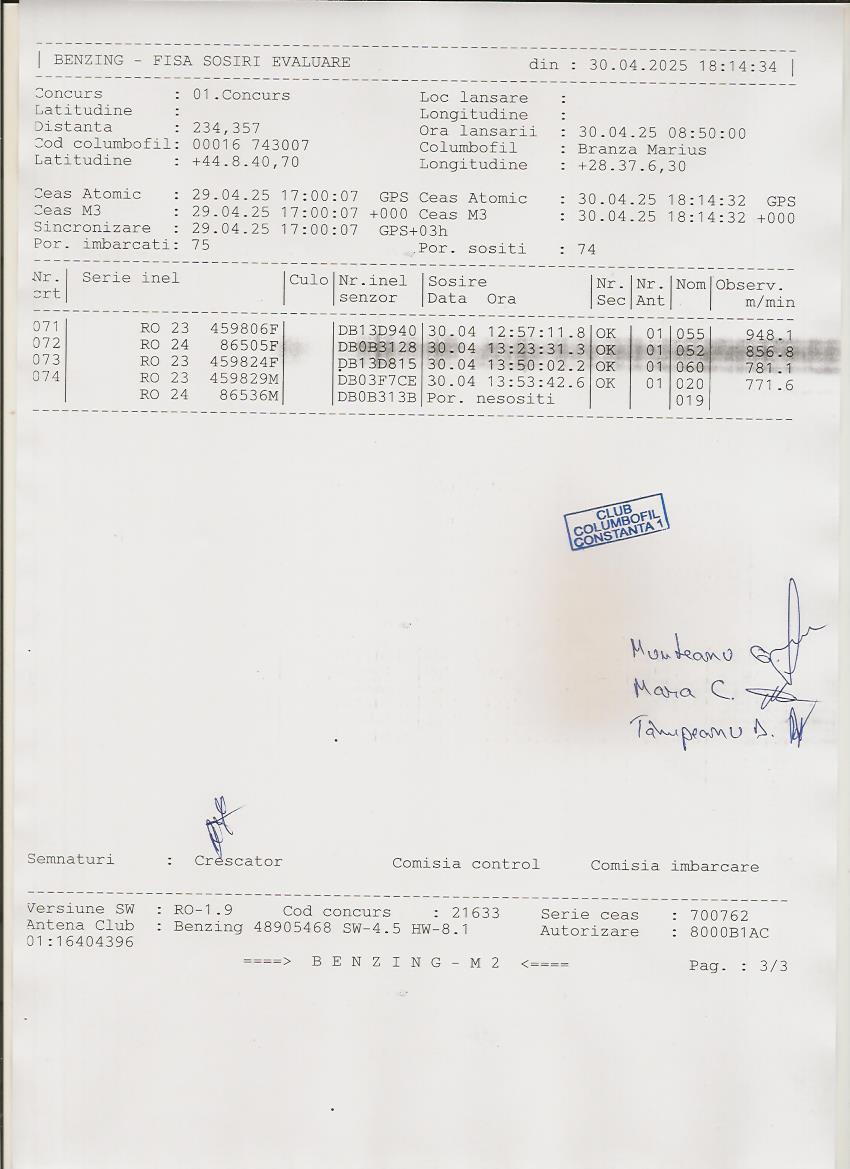 | BENZING - FISA SOSIRI EVALUARE din : 30.04.2025 18:14:34 |
Concurs : 01.Concurs Loc lansare :
Latitudine : Longitudine :
Distanta : 234,357 Ora lansarii : 30.04.25 08:50:00
Cod columbofil: 00016 743007 Columbofil : Branza Marius
Latitudine : +44.8.40,70 Longitudine : +28.37.6,30
Ceas Atomic : 29.04.25 17:00:07 GPS Ceas Atomic : 30.04.25 18:14:32 GPS
Ceas M3 : 29.04.25 17:00:07 +000 Ceas M3 : 30.04.25 18:14:32 +000
Sincronizare : 29.04.25 17:00:07 GPS+03h
Por. imbarcati: 75 Por. sositi : 74
Nr.| Serie inel |Culo|Nr.inel |Sosire |Nr.|Nr.|Nom|Observ.
crt| | |senzor |Data Ora |Sec|Ant| | m/min
071| RO 23 459806F| |DB13D940|30.04 12:57:11.8|OK | 01|055| 948.1
072| RO 24 86505F| |DB0B3128|30.04 13:23:31.3|OK | 01|052| 856.8
073| RO 23 459824F| |DB13D815|30.04 13:50:02.2|OK | 01|060| 781.1
074| RO 23 459829M| |DB03F7CE|30.04 13:53:42.6|OK | 01|020| 771.6
RO 24 86536M| |DB0B313B|Por. nesositi | | |019|
CLUB
COLUMBOFIL
CONSTANTA 1
Munteanu G.
Mara C.
Semnaturi : Crescator Comisia control Comisia imbarcare
Versiune SW : RO-1.9 Cod concurs : 21633 Serie ceas : 700762
Antena Club : Benzing 48905468 SW-4.5 HW-8.1 Autorizare : 8000B1AC
01:16404396
====> B E N Z I N G - M 2 <==== Pag. : 3/3